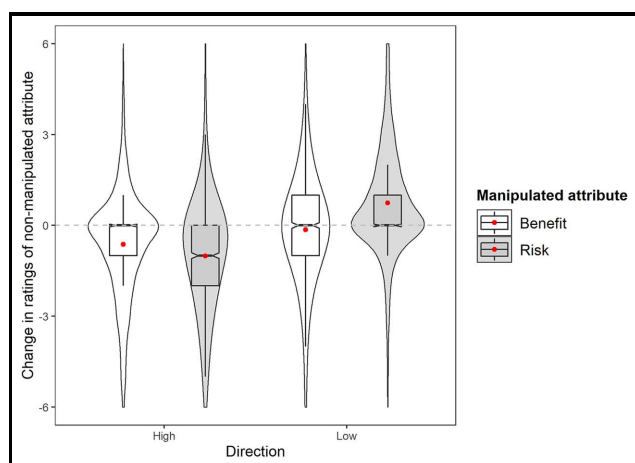 6
3
0
-3
-6
Change in ratings of non-manipulated attribute
High
Low
Direction
Manipulated attribute
Benefit
Risk